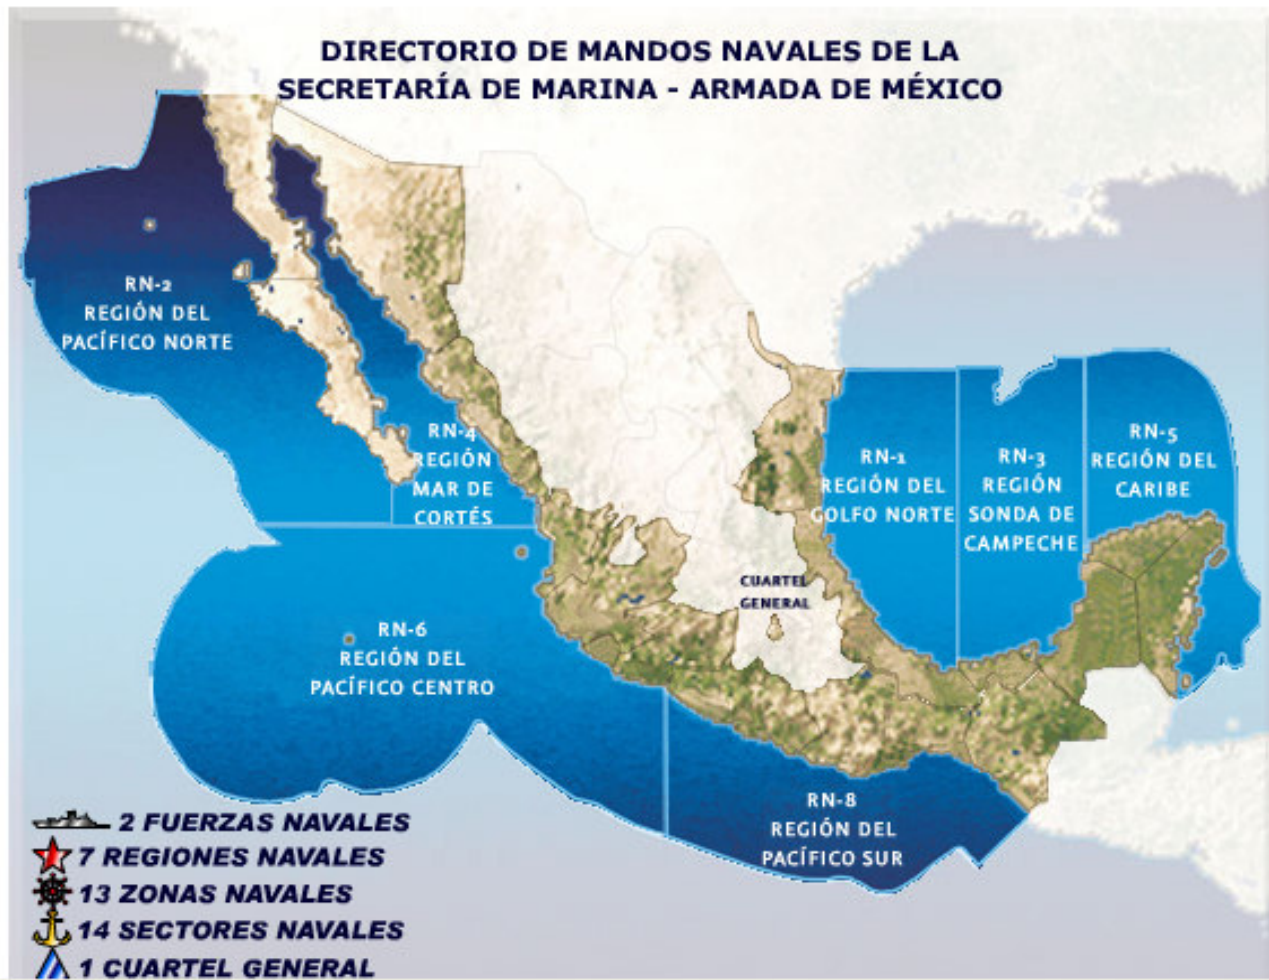 DIRECTORIO DE MANDOS NAVALES DE LA
SECRETARÍA DE MARINA - ARMADA DE MÉXICO
RN-2
REGIÓN DEL
PACÍFICO NORTE
RN-4
REGIÓN
MAR DE
CORTÉS
RN-1
REGIÓN DEL
GOLFO NORTE
RN-3
REGIÓN
SONDA DE
CAMPECHE
RN-5
REGIÓN DEL
CARIBE
CUARTEL
GENERAL
RN-6
REGIÓN DEL
PACÍFICO CENTRO
RN-8
REGIÓN DEL
PACÍFICO SUR
2 FUERZAS NAVALES
7 REGIONES NAVALES
13 ZONAS NAVALES
14 SECTORES NAVALES
1 CUARTEL GENERAL